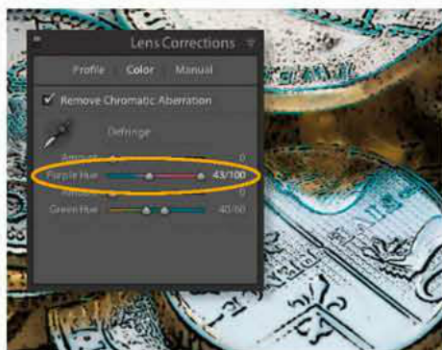 Lens Corrections
Profile Color Manual
Remove Chromatic Aberration
Defringe
Amount 0
Purple Hue 43/100
Amount 0
Green Hue 40/60